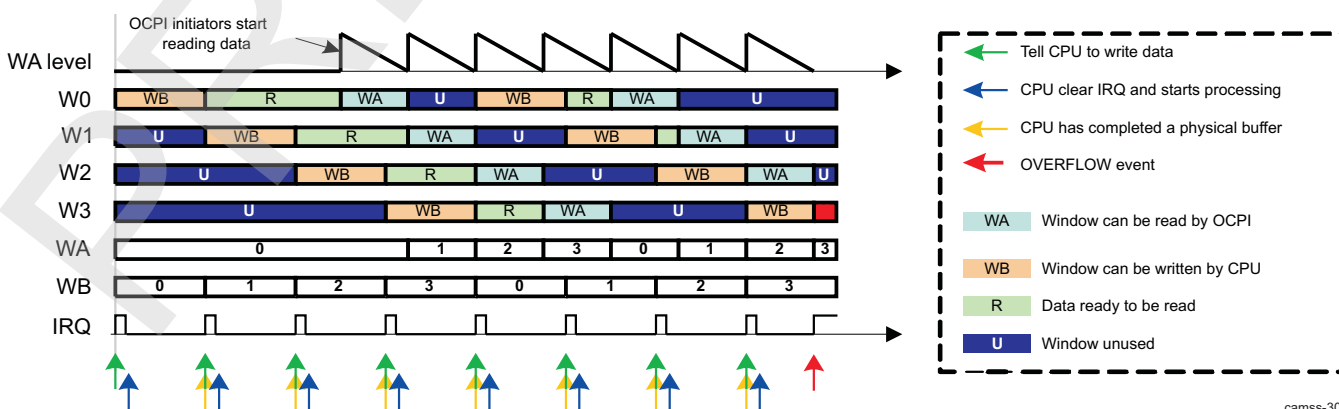 OCPI initiators start
reading data
WA level
W0 WB R WA U WB R WA U
W1 U WB R WA U WB WA U
W2 U WB R WA U WB WA U
W3 U WB R WA U WB
WA 0 1 2 3 0 1 2 3
WB 0 1 2 3 0 1 2 3
IRQ
Tell CPU to write data
CPU clear IRQ and starts processing
CPU has completed a physical buffer
OVERFLOW event
WA Window can be read by OCPI
WB Window can be written by CPU
R Data ready to be read
U Window unused